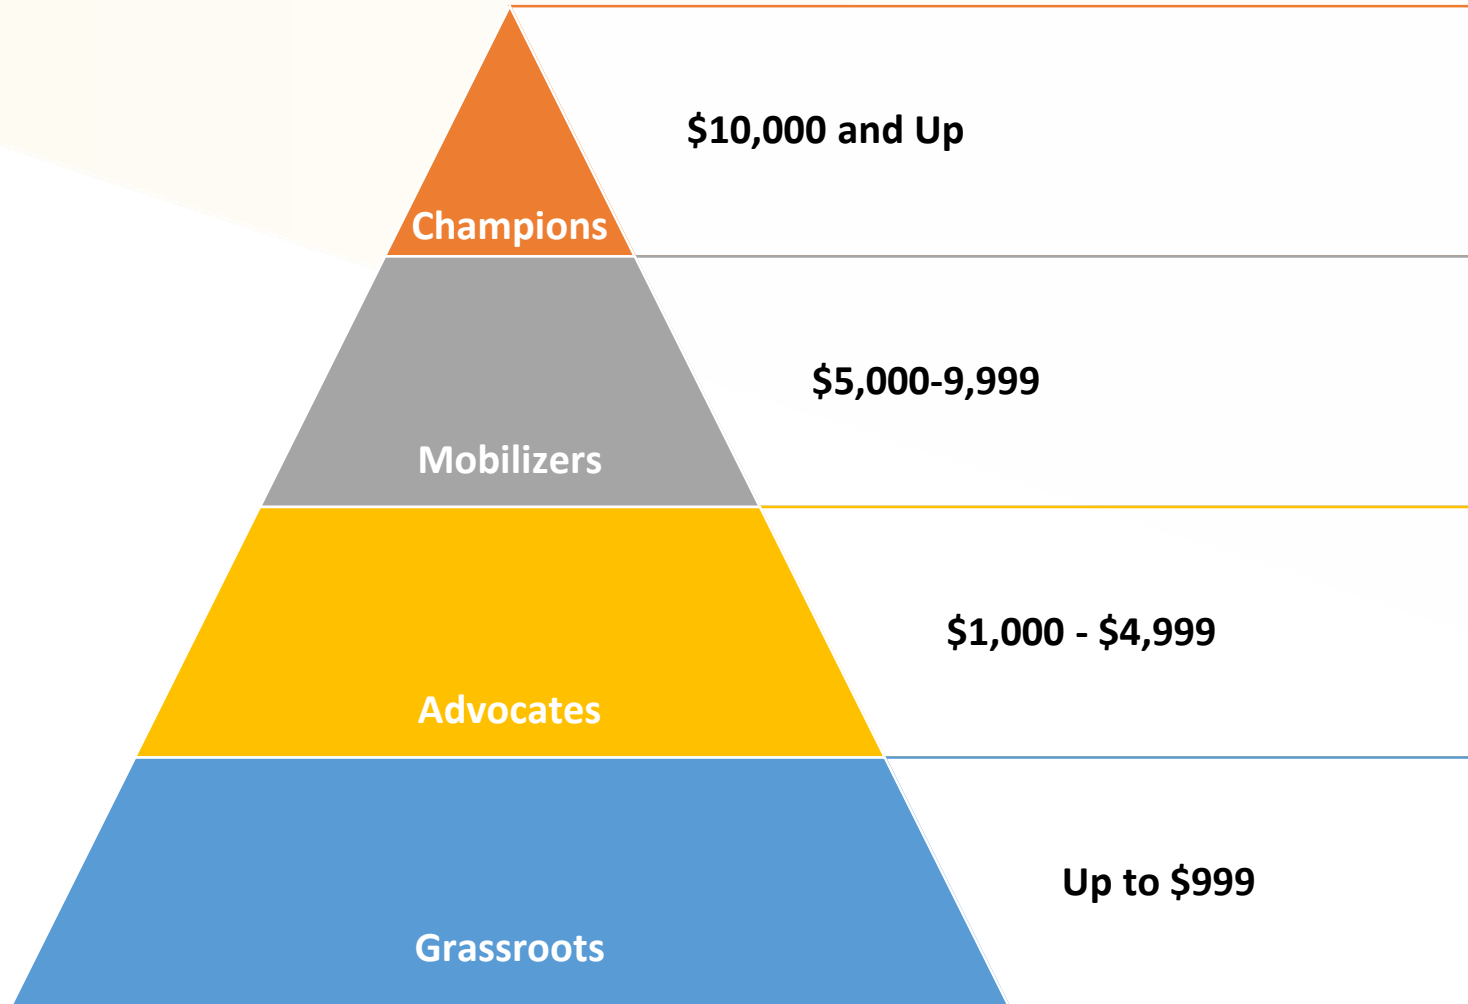 $10,000 and Up
Champions
$5,000-9,999
Mobilizers
$1,000 - $4,999
Advocates
Up to $999
Grassroots